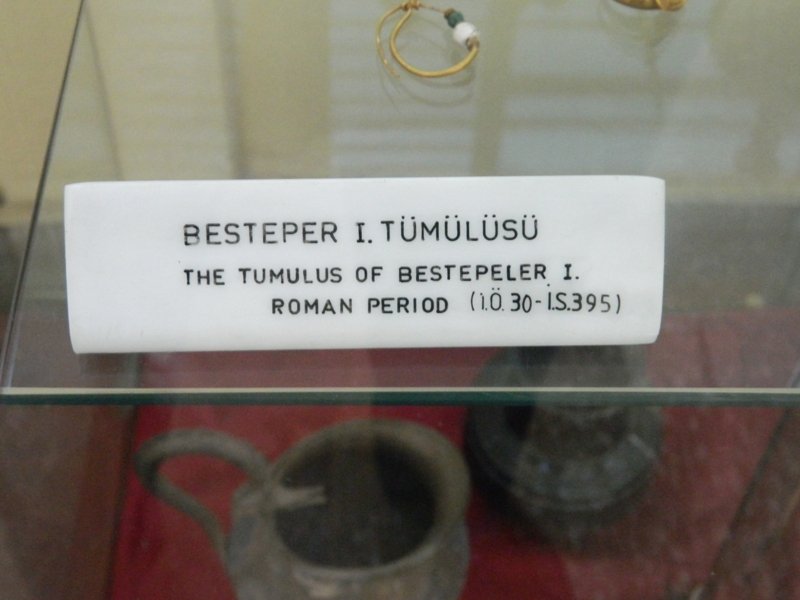 BESTEPER I. TÜMÜLÜSÜ
THE TUMULUS OF BESTEPELER I.
ROMAN PERIOD (İ.Ö. 30-İ.S.395)